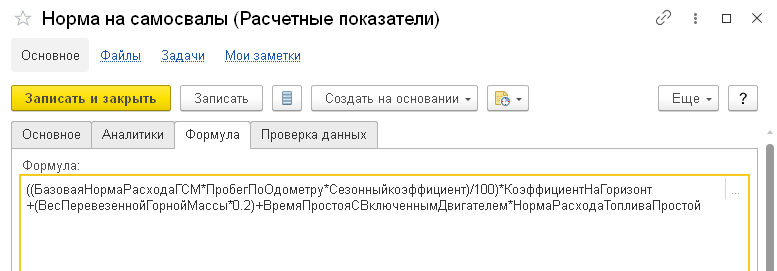 Норма на самосвалы (Расчетные показатели)
Основное Файлы Задачи Мои заметки
Записать и закрыть Записать Создать на основании Еще ?
Основное Аналитики Формула Проверка данных
Формула:
((БазоваяНормаРасходаГСМ*ПробегПоОдометру*Сезонныйкоэффициент)/100)*КоэффициентНаГоризонт ...
+(ВесПеревезеннойГорнойМассы*0.2)+ВремяПростояСВключеннымДвигателем*НормаРасходаТопливаПростой